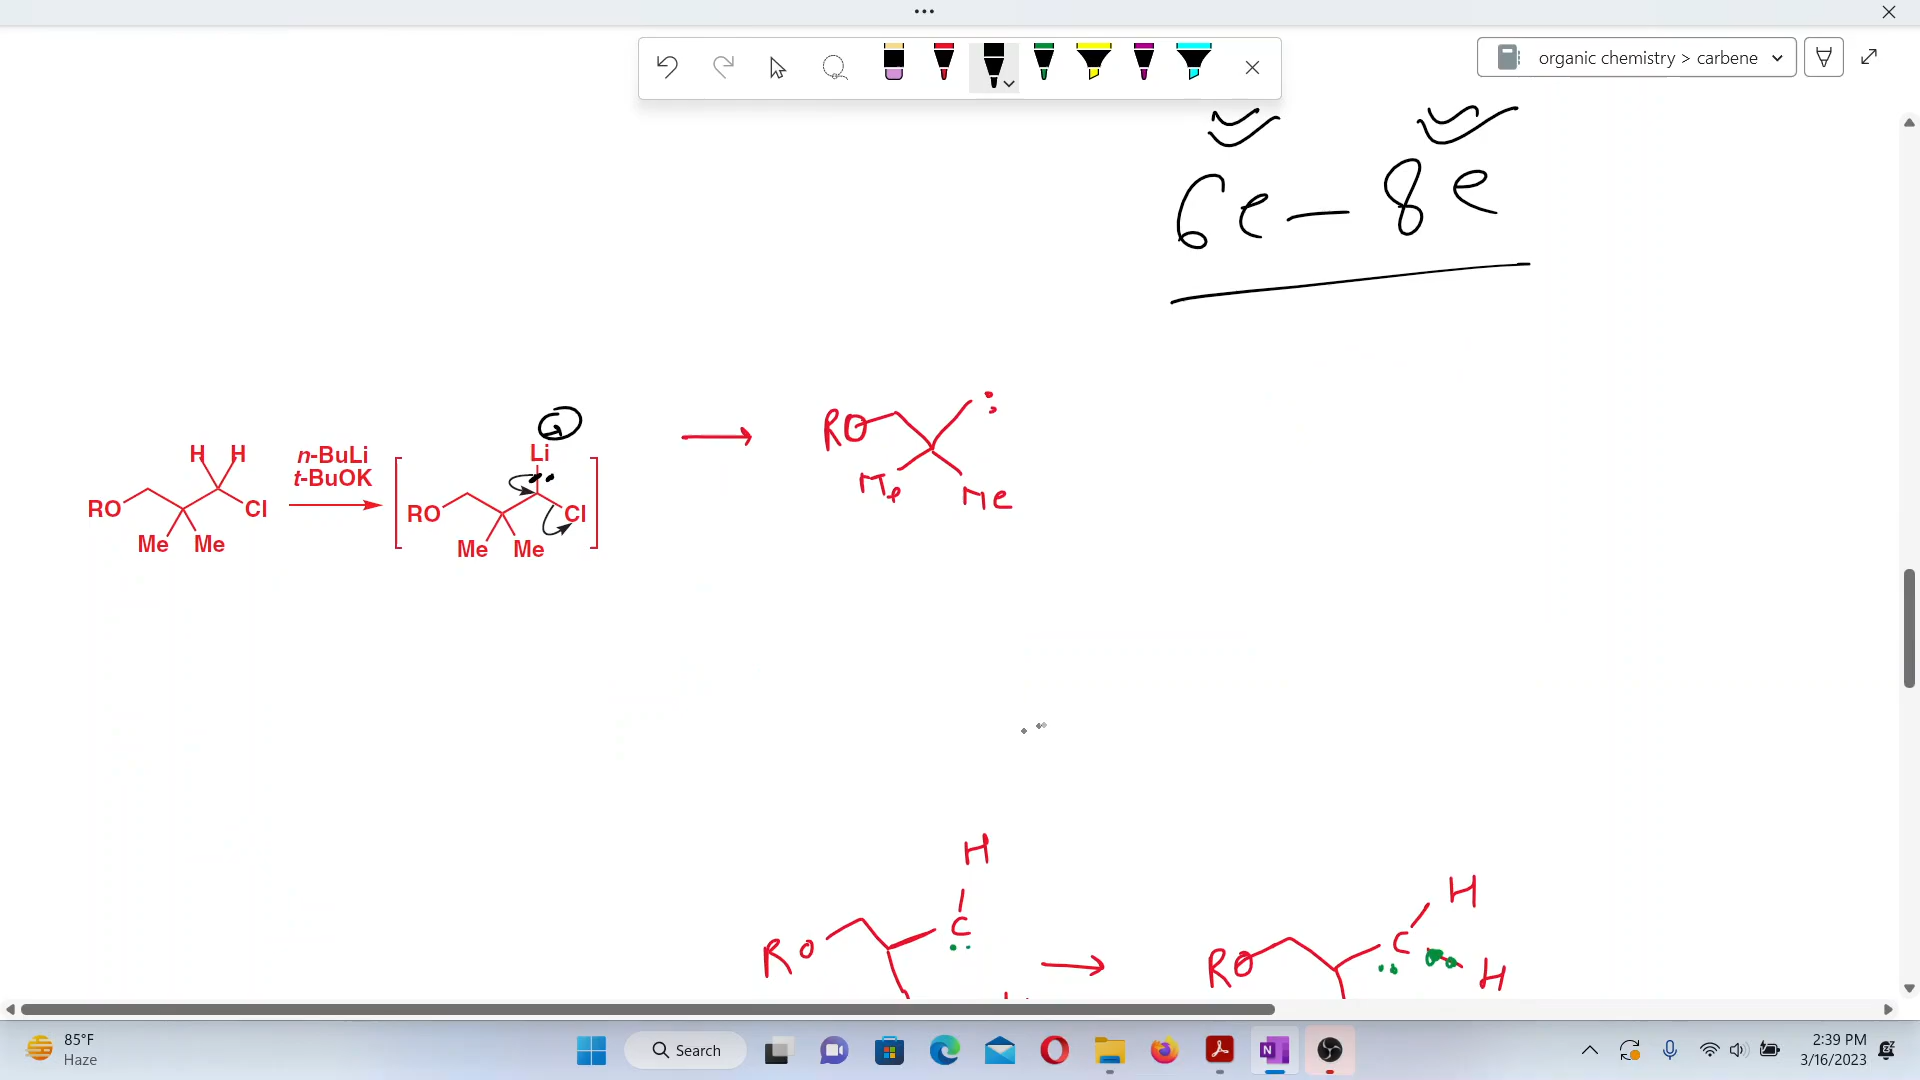 organic chemistry > carbene
6e — 8e
H H
n-BuLi
t-BuOK
RO Cl
Me Me
Li
RO Cl
Me Me
RO
Me Me
H
C
RO
H
C
RO
H
85°F
Haze
Search
2:39 PM
3/16/2023